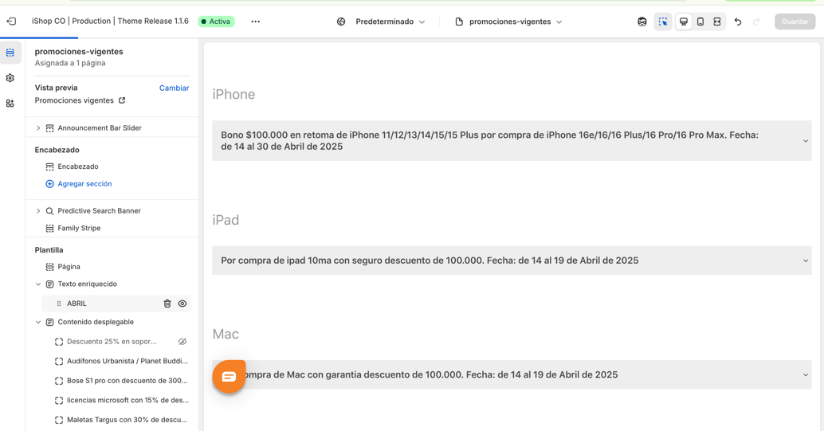 iShop CO | Production | Theme Release 1.1.6
Activa
Predeterminado
promociones-vigentes
Guardar
promociones-vigentes
Asignada a 1 página
Vista previa
Cambiar
Promociones vigentes
Announcement Bar Slider
Encabezado
Encabezado
Agregar sección
Predictive Search Banner
Family Stripe
Plantilla
Página
Texto enriquecido
ABRIL
Contenido desplegable
Descuento 25% en sopor...
Audifonos Urbanista / Planet Buddi...
Bose S1 pro con descuento de 300...
licencias microsoft con 15% de des...
Maletas Targus con 30% de descu...
iPhone
Bono $100.000 en retoma de iPhone 11/12/13/14/15/15 Plus por compra de iPhone 16e/16/16 Plus/16 Pro/16 Pro Max. Fecha:
de 14 al 30 de Abril de 2025
iPad
Por compra de ipad 10ma con seguro descuento de 100.000. Fecha: de 14 al 19 de Abril de 2025
Mac
ompra de Mac con garantia descuento de 100.000. Fecha: de 14 al 19 de Abril de 2025